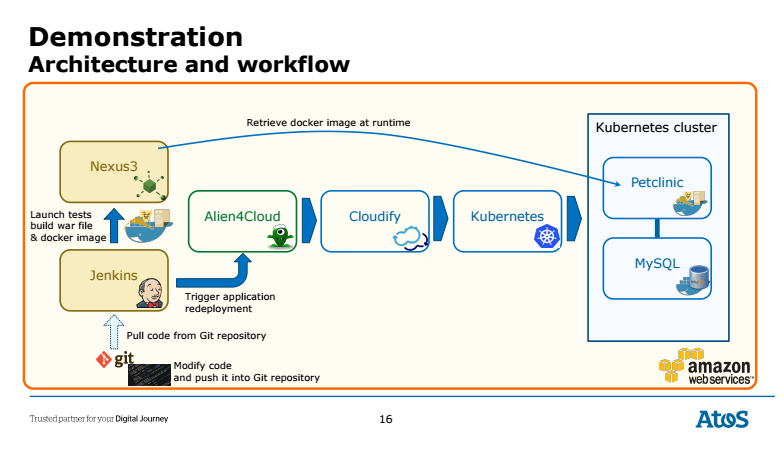 Demonstration
Architecture and workflow
Retrieve docker image at runtime
Kubernetes cluster
Nexus3
Petclinic
Launch tests
build war file
& docker image
Alien4Cloud
Cloudify
Kubernetes
MySQL
Jenkins
Trigger application
redeployment
Pull code from Git repository
git
Modify code
and push it into Git repository
amazon
webservices™
Trusted partner for your Digital Journey
16
Atos